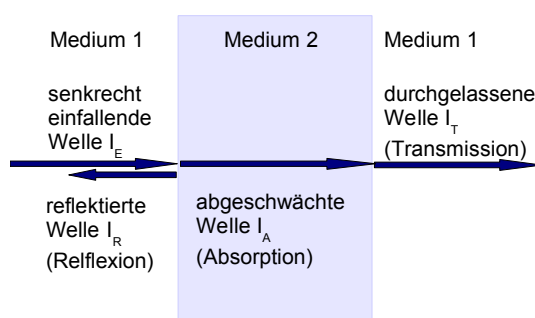 Medium 1
Medium 2
Medium 1
senkrecht
einfallende
Welle I_E
durchgelassene
Welle I_T
(Transmission)
reflektierte
Welle I_R
(Relflexion)
abgeschwächte
Welle I_A
(Absorption)